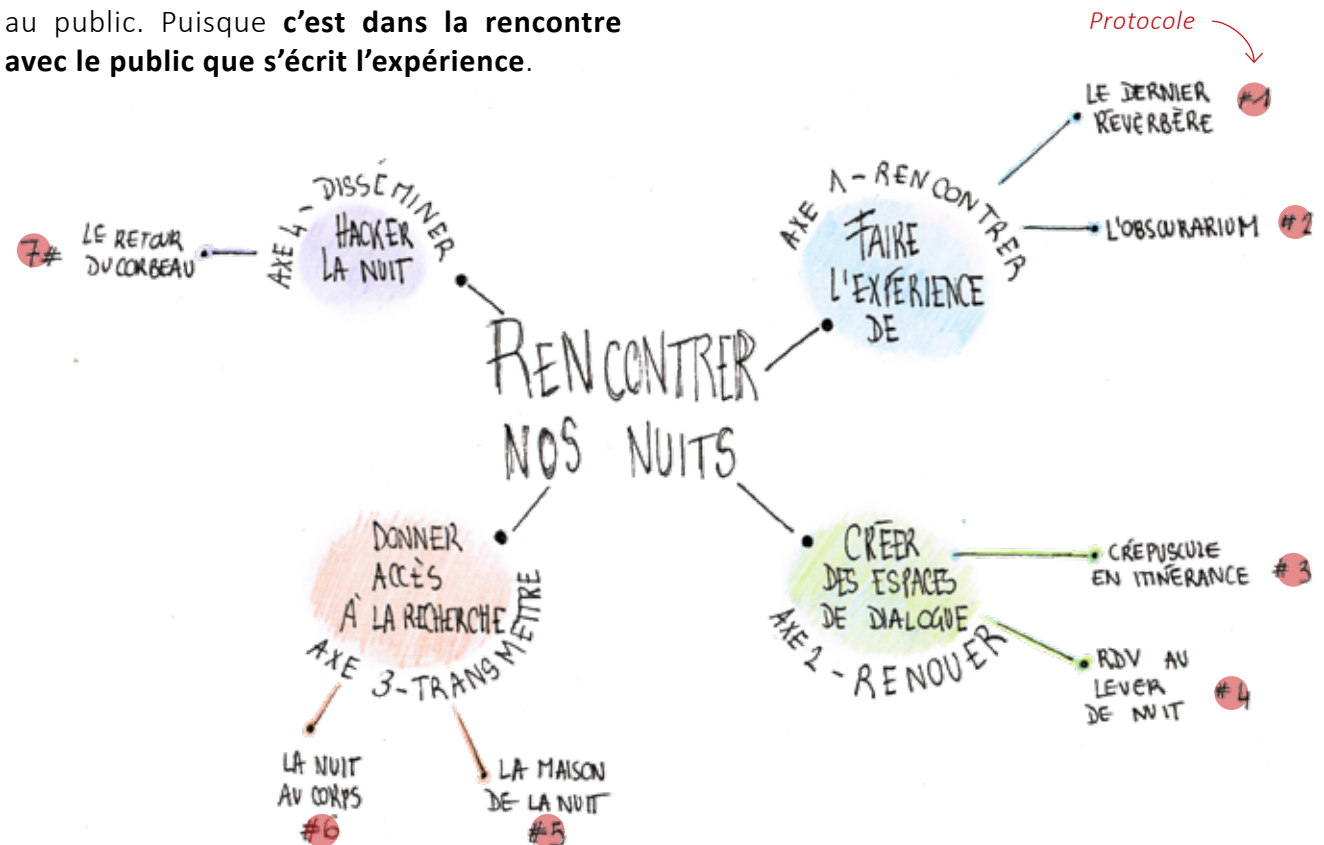 au public. Puisque c'est dans la rencontre
avec le public que s'écrit l'expérience.
Protocole
LE DERNIER
RÉVERBÈRE
#1
AXE 1 - RENCONTRER
FAIRE
L'EXPÉRIENCE
DE
L'OBSCURARIUM
#2
AXE 4 - DISSÉMINER
HACKER
LA NUIT
LE RETOUR
DU CORBEAU
7#
RENCONTRER
NOS NUITS
DONNER
ACCÈS
À LA RECHERCHE
AXE 3 - TRANSMETTRE
LA NUIT
AU CORPS
#6
LA MAISON
DE LA NUIT
#5
CRÉER
DES ESPACES
DE DIALOGUE
AXE 2 - RENOUER
CRÉPUSCULE
EN ITINÉRANCE
#3
RDV AU
LEVER
DE NUIT
#4